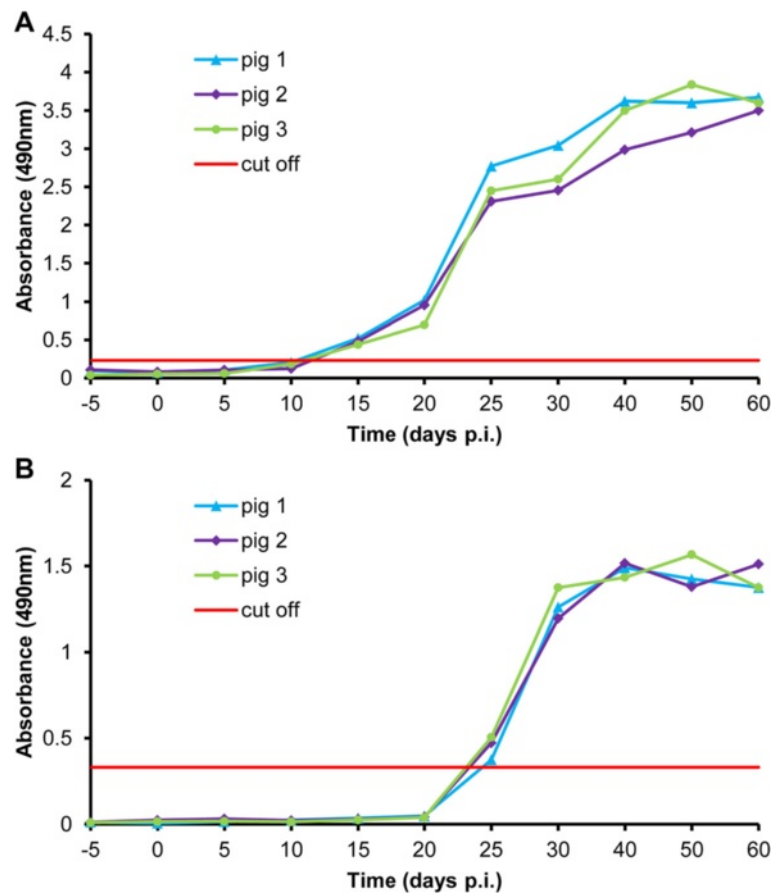 A
Absorbance (490nm)
4.5
4
3.5
3
2.5
2
1.5
1
0.5
0
pig 1
pig 2
pig 3
cut off
-5 0 5 10 15 20 25 30 40 50 60
Time (days p.i.)
B
Absorbance (490nm)
2
1.5
1
0.5
0
pig 1
pig 2
pig 3
cut off
-5 0 5 10 15 20 25 30 40 50 60
Time (days p.i.)